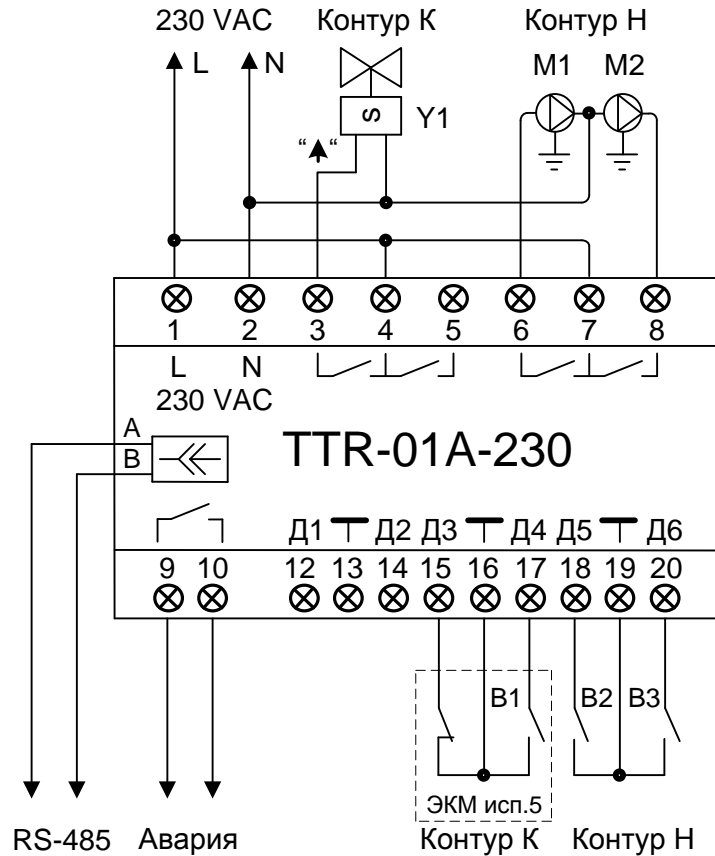 230 VAC Контур К Контур Н
L N M1 M2
S Y1
“ “
1 2 3 4 5 6 7 8
L N
230 VAC
A
B
TTR-01A-230
Д1 Д2 Д3 Д4 Д5 Д6
9 10 12 13 14 15 16 17 18 19 20
B1 B2 B3
ЭКМ исп.5
RS-485 Авария Контур К Контур Н